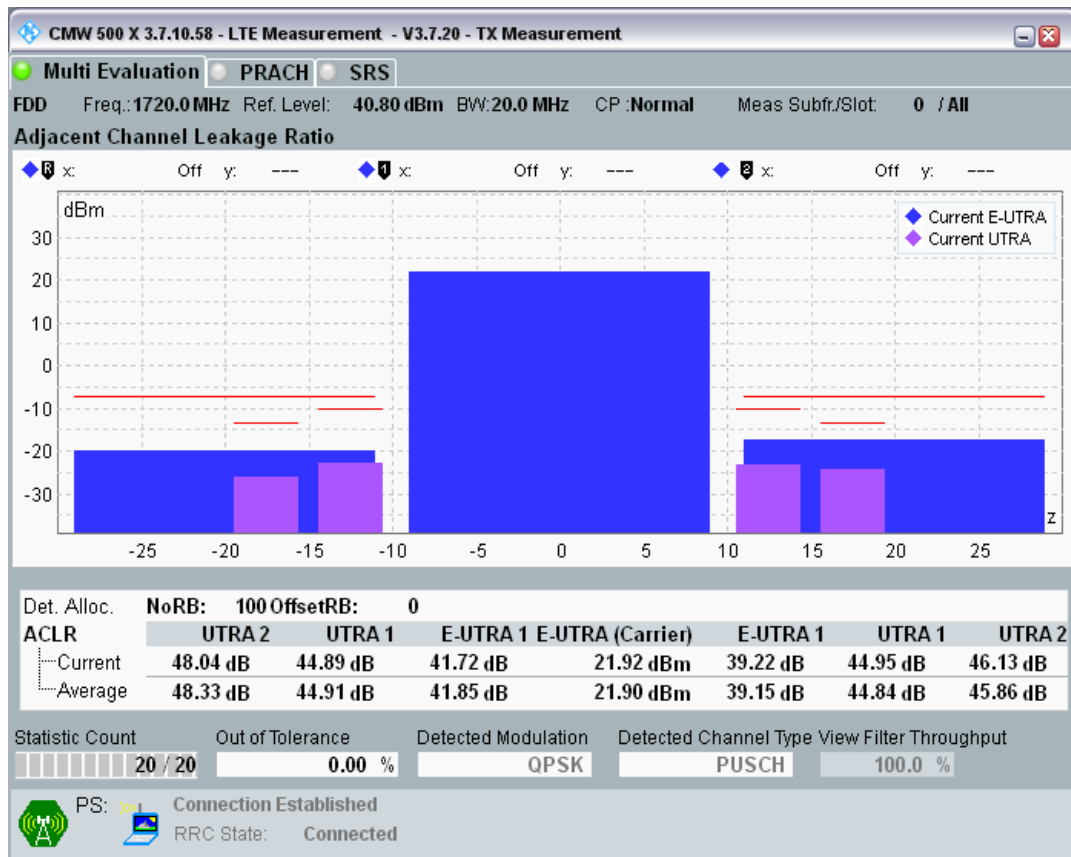 CMW 500 X 3.7.10.58 - LTE Measurement - V3.7.20 - TX Measurement
Multi Evaluation PRACH SRS
FDD Freq.:1720.0 MHz Ref. Level: 40.80 dBm BW:20.0 MHz CP :Normal Meas Subfr./Slot: 0 / All
Adjacent Channel Leakage Ratio
R x: Off y: --- 1 x: Off y: --- 2 x: Off y: ---
dBm
Current E-UTRA
Current UTRA
30
20
10
0
-10
-20
-30
z
-25 -20 -15 -10 -5 0 5 10 15 20 25
Det. Alloc. NoRB: 100 OffsetRB: 0
ACLR UTRA 2 UTRA 1 E-UTRA 1 E-UTRA (Carrier) E-UTRA 1 UTRA 1 UTRA 2
Current 48.04 dB 44.89 dB 41.72 dB 21.92 dBm 39.22 dB 44.95 dB 46.13 dB
Average 48.33 dB 44.91 dB 41.85 dB 21.90 dBm 39.15 dB 44.84 dB 45.86 dB
Statistic Count Out of Tolerance Detected Modulation Detected Channel Type View Filter Throughput
20 / 20 0.00 % QPSK PUSCH 100.0 %
PS: Connection Established
RRC State: Connected